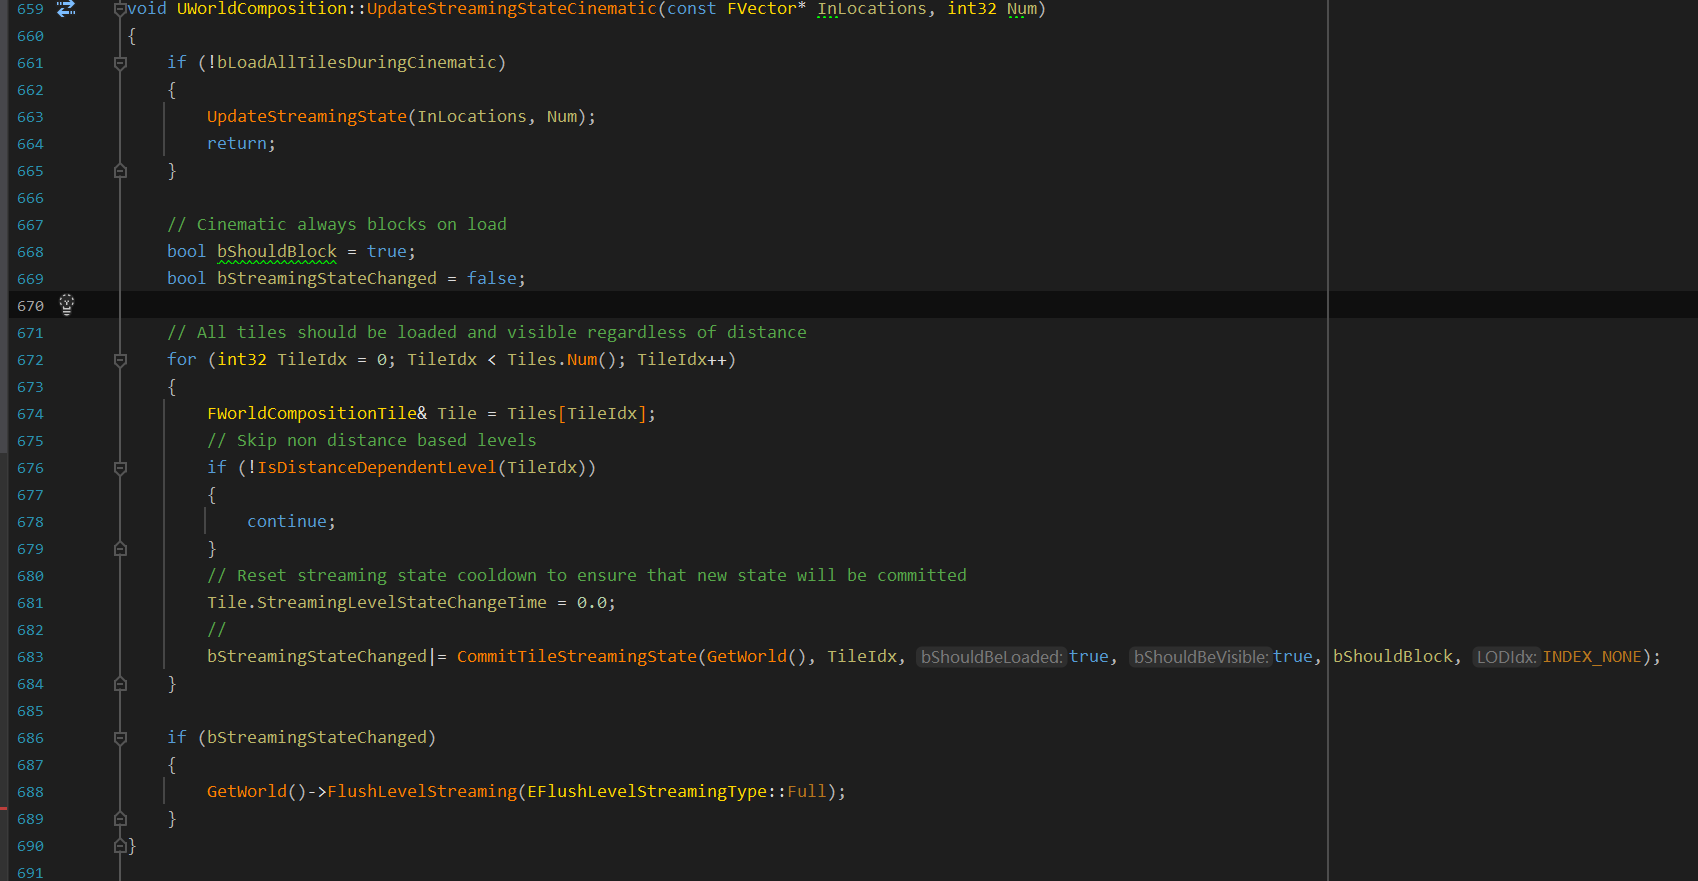 659 void UWorldComposition::UpdateStreamingStateCinematic(const FVector* InLocations, int32 Num)
660 {
661     if (!bLoadAllTilesDuringCinematic)
662     {
663         UpdateStreamingState(InLocations, Num);
664         return;
665     }
666
667     // Cinematic always blocks on load
668     bool bShouldBlock = true;
669     bool bStreamingStateChanged = false;
670
671     // All tiles should be loaded and visible regardless of distance
672     for (int32 TileIdx = 0; TileIdx < Tiles.Num(); TileIdx++)
673     {
674         FWorldCompositionTile& Tile = Tiles[TileIdx];
675         // Skip non distance based levels
676         if (!IsDistanceDependentLevel(TileIdx))
677         {
678             continue;
679         }
680         // Reset streaming state cooldown to ensure that new state will be committed
681         Tile.StreamingLevelStateChangeTime = 0.0;
682         //
683         bStreamingStateChanged|= CommitTileStreamingState(GetWorld(), TileIdx, bShouldBeLoaded: true, bShouldBeVisible: true, bShouldBlock, LODIdx: INDEX_NONE);
684     }
685
686     if (bStreamingStateChanged)
687     {
688         GetWorld()->FlushLevelStreaming(EFlushLevelStreamingType::Full);
689     }
690 }
691